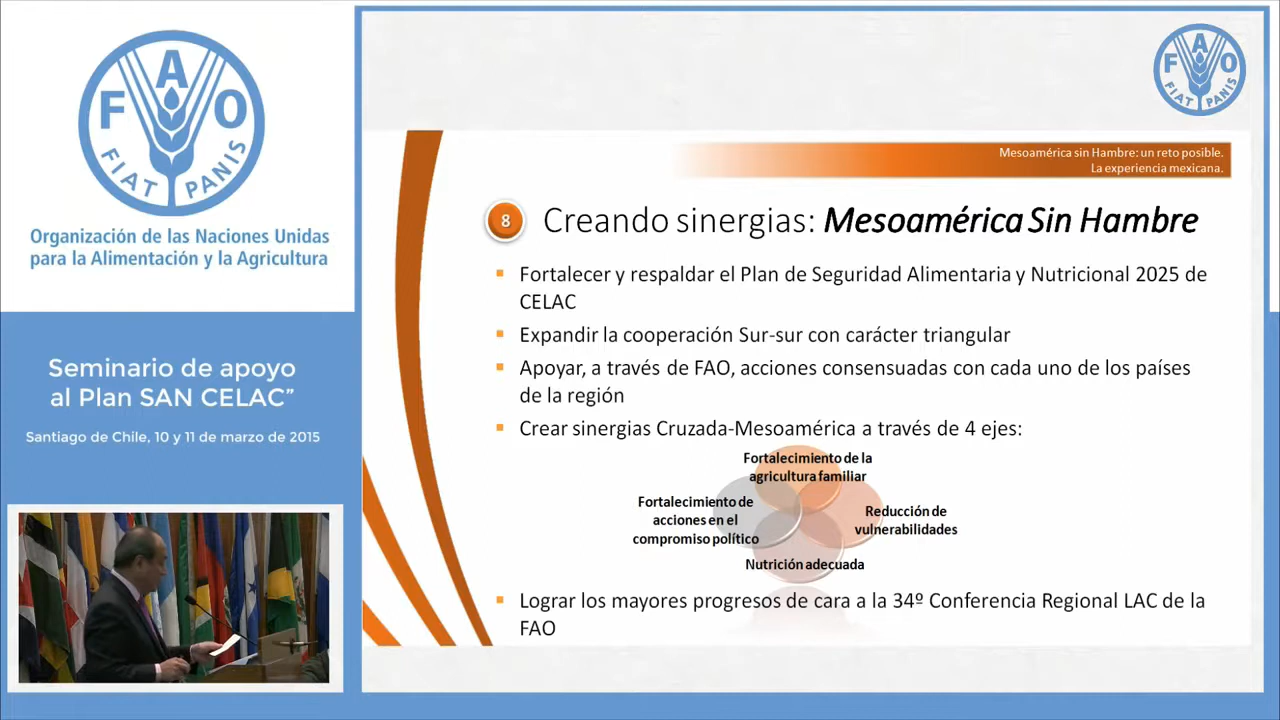 F A O
FIAT PANIS
Organización de las Naciones Unidas
para la Alimentación y la Agricultura
Seminario de apoyo
al Plan SAN CELAC”
Santiago de Chile, 10 y 11 de marzo de 2015
F A O
FIAT PANIS
Mesoamérica sin Hambre: un reto posible.
La experiencia mexicana.
8 Creando sinergias: Mesoamérica Sin Hambre
Fortalecer y respaldar el Plan de Seguridad Alimentaria y Nutricional 2025 de
CELAC
Expandir la cooperación Sur-sur con carácter triangular
Apoyar, a través de FAO, acciones consensuadas con cada uno de los países
de la región
Crear sinergias Cruzada-Mesoamérica a través de 4 ejes:
Fortalecimiento de la
agricultura familiar
Fortalecimiento de
acciones en el
compromiso político
Reducción de
vulnerabilidades
Nutrición adecuada
Lograr los mayores progresos de cara a la 34º Conferencia Regional LAC de la
FAO